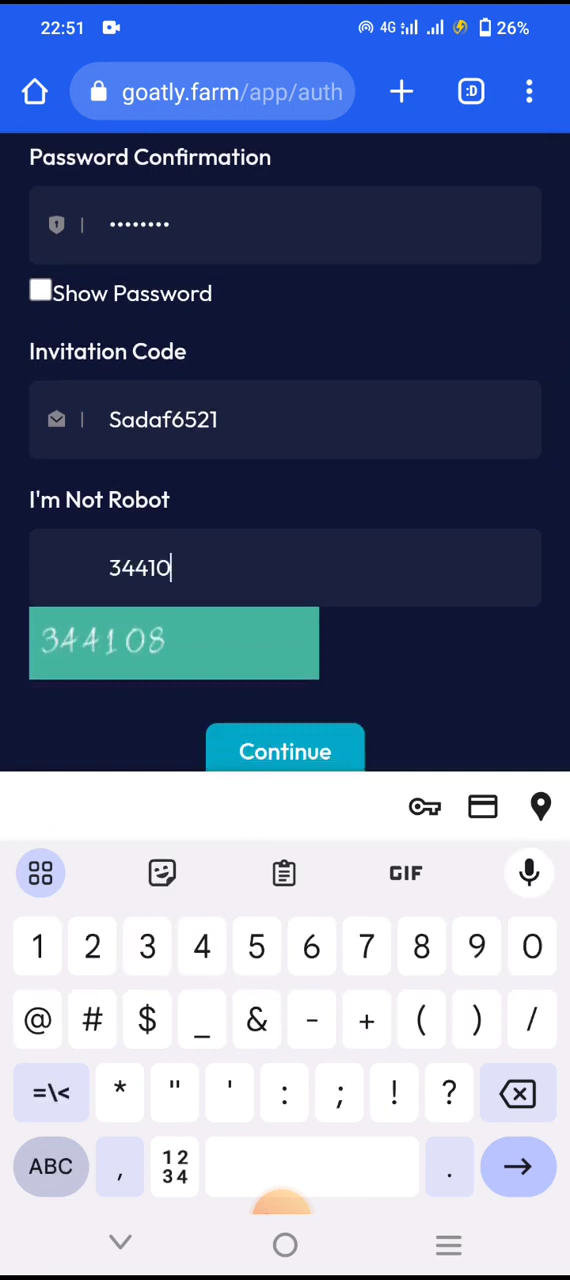 22:51 4G 26%
goatly.farm/app/auth
:D
Password Confirmation
Show Password
Invitation Code
Sadaf6521
I'm Not Robot
34410
344108
Continue
GIF
1 2 3 4 5 6 7 8 9 0
@ # $ _ & - + ( ) /
=\< * " ' : ; ! ?
ABC , 12 .
34